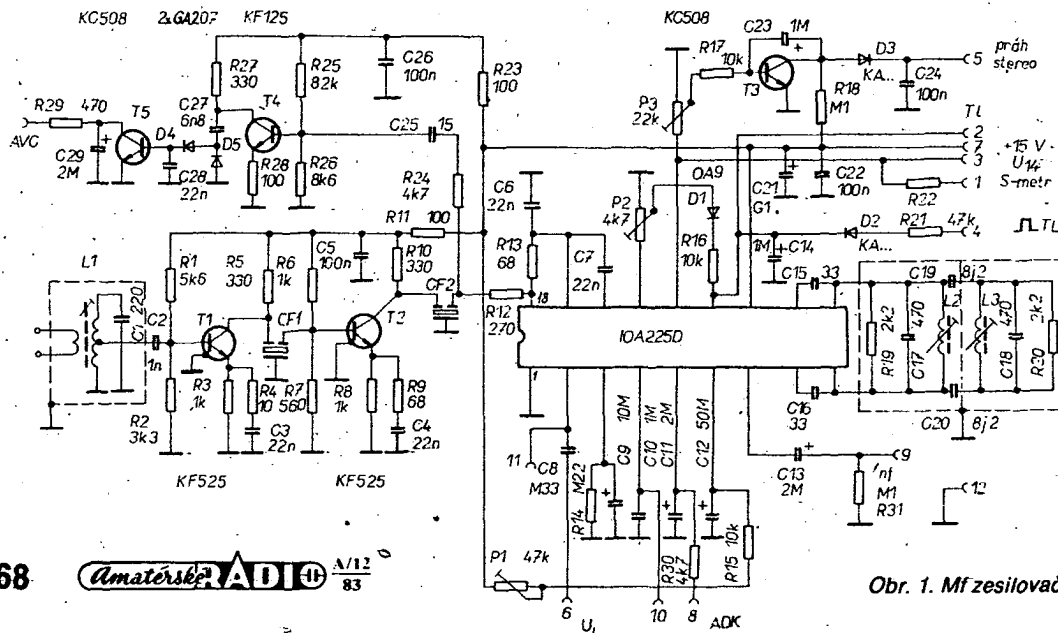 KC508
2xGA207
KF125
KC508
C23
1M
+
R17
10k
D3
KA...
5
práh
stereo
R29
470
T5
R27
330
T4
R25
82k
C26
100n
R23
100
C27
6n8
D4
D5
AVC
C29
2M
+
C28
22n
R28
100
R26
8k6
C25
15
R24
4k7
T3
R18
M1
C24
100n
P3
22k
TL
2
7
+15 V
3
U14
1
S-metr
R22
C21
G1
+
C22
100n
OA9
D1
P2
4k7
C6
22n
R11
100
R13
68
C7
22n
R16
10k
1M
+
C14
D2
KA...
R21
47k
4
TL
L1
R1
5k6
R5
330
R6
1k
C5
100n
R10
330
CF2
C1
220
C2
1n
T1
CF1
T2
R12
270
18
IOA225D
1
C15
33
C16
33
C19
8j2
L2
L3
2k2
R19
470
C17
470
C18
2k2
R30
C20
8j2
R2
3k3
R3
1k
R4
10
C3
22n
R7
560
R8
1k
R9
68
C4
22n
KF525
KF525
11
C8
M33
R14
M22
C9
10M
C10
1M
C11
2M
C12
50M
+
+
+
C13
2M
+
9
nf
M1
R31
12
P1
47k
R30
4k7
R15
10k
6
10
8
ADK
68
Amatérské RADIO
A/12
83
Obr. 1. Mf zesilovač